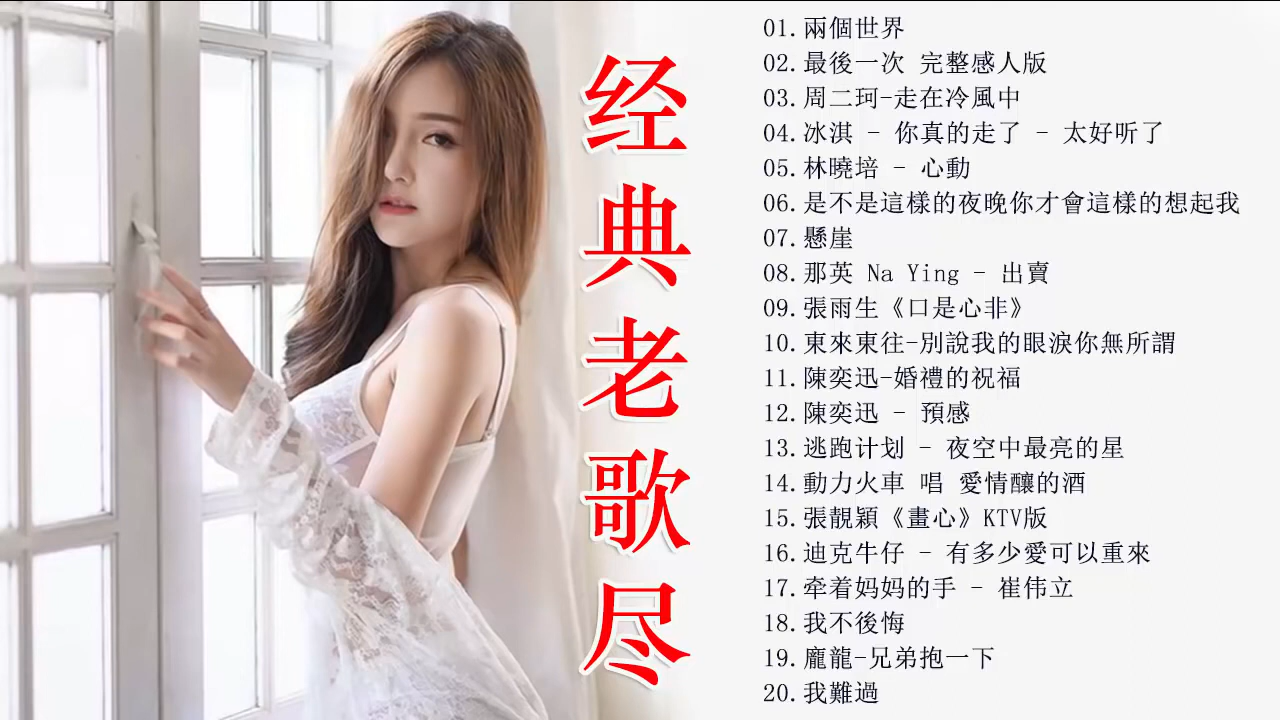 经典老歌尽
01.兩個世界
02.最後一次 完整感人版
03.周二珂-走在冷風中
04.冰淇 - 你真的走了 - 太好听了
05.林曉培 - 心動
06.是不是這樣的夜晚你才會這樣的想起我
07.懸崖
08.那英 Na Ying - 出賣
09.張雨生《口是心非》
10.東來東往-別說我的眼淚你無所謂
11.陳奕迅-婚禮的祝福
12.陳奕迅 - 預感
13.逃跑计划 - 夜空中最亮的星
14.動力火車 唱 愛情釀的酒
15.張靚穎《畫心》KTV版
16.迪克牛仔 - 有多少愛可以重來
17.牵着妈妈的手 - 崔伟立
18.我不後悔
19.龐龍-兄弟抱一下
20.我難過